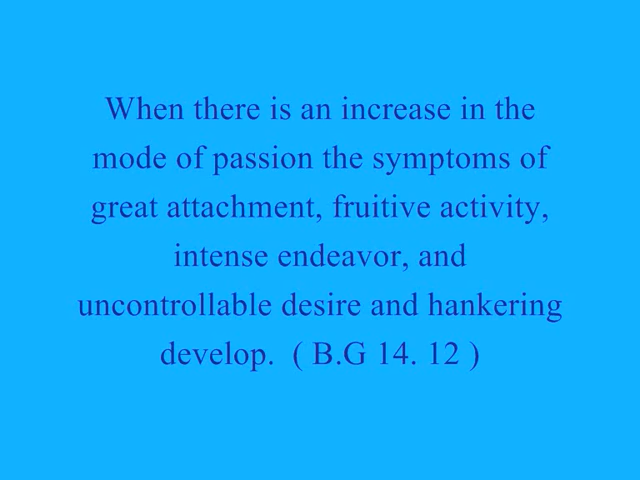 When there is an increase in the
mode of passion the symptoms of
great attachment, fruitive activity,
intense endeavor, and
uncontrollable desire and hankering
develop.  ( B.G 14. 12 )